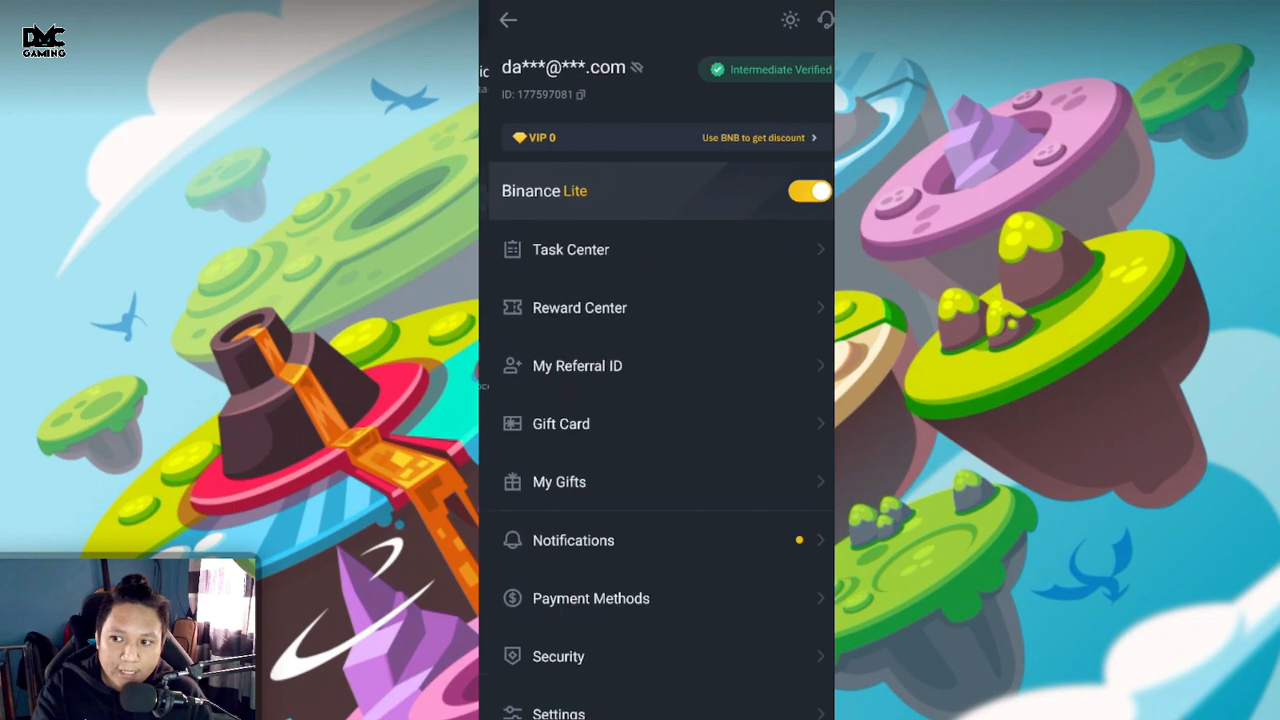 DMC
GAMING
da***@***.com
Intermediate Verified
ID: 177597081
VIP 0
Use BNB to get discount
Binance Lite
Task Center
Reward Center
My Referral ID
Gift Card
My Gifts
Notifications
Payment Methods
Security
Settings